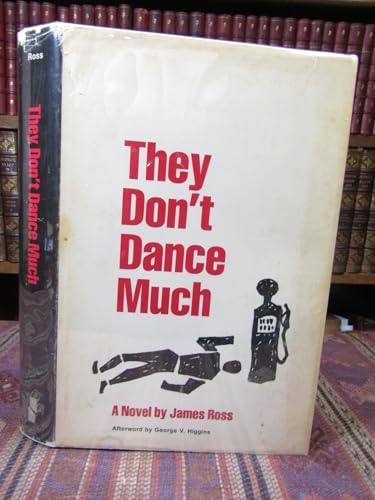 Ross
They Don't Dance Much
They
Don't
Dance
Much
A Novel by James Ross
Afterword by George V. Higgins